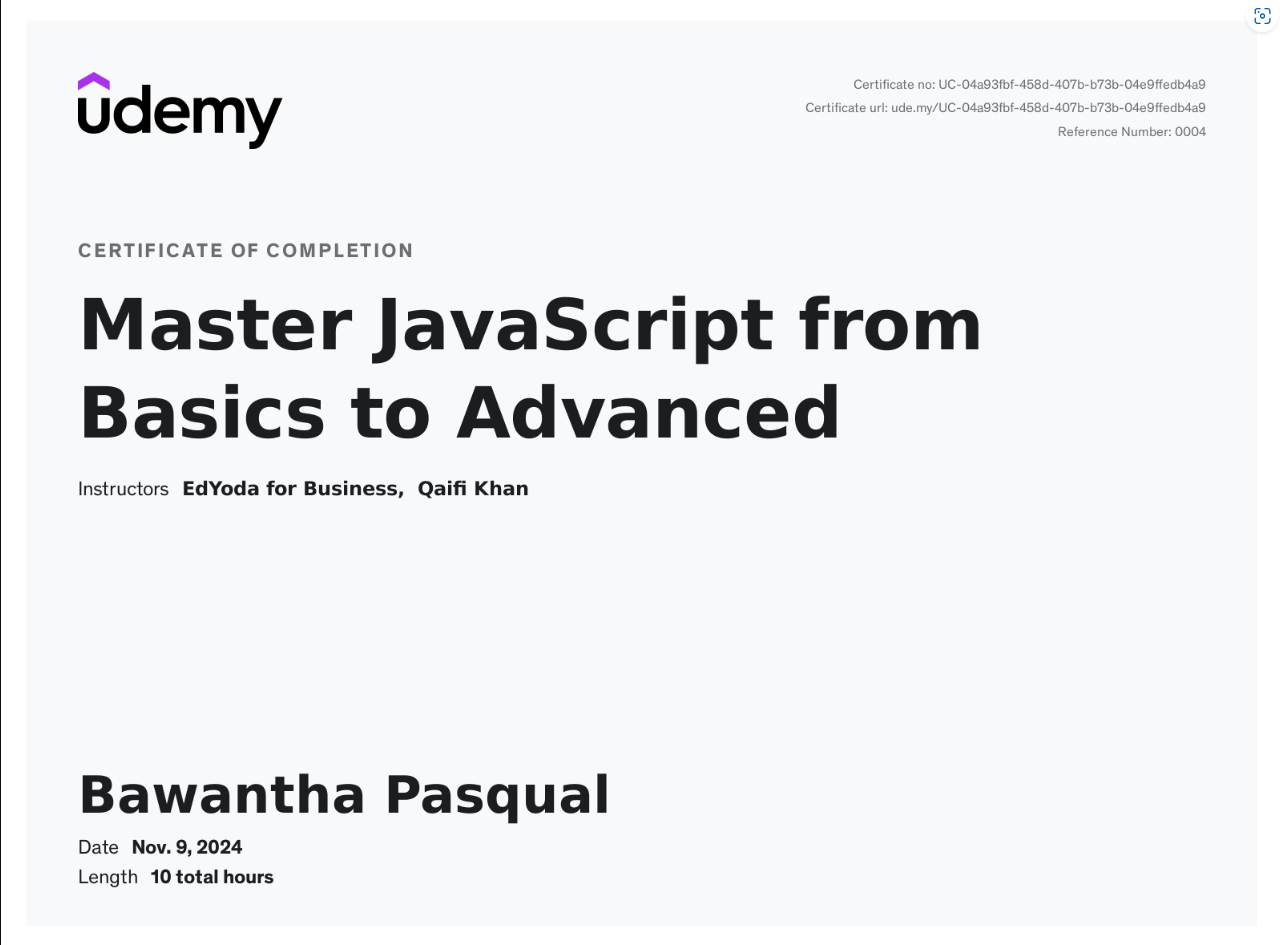 udemy
Certificate no: UC-04a93fbf-458d-407b-b73b-04e9ffedb4a9
Certificate url: ude.my/UC-04a93fbf-458d-407b-b73b-04e9ffedb4a9
Reference Number: 0004
CERTIFICATE OF COMPLETION
Master JavaScript from
Basics to Advanced
Instructors EdYoda for Business, Qaifi Khan
Bawantha Pasqual
Date Nov. 9, 2024
Length 10 total hours